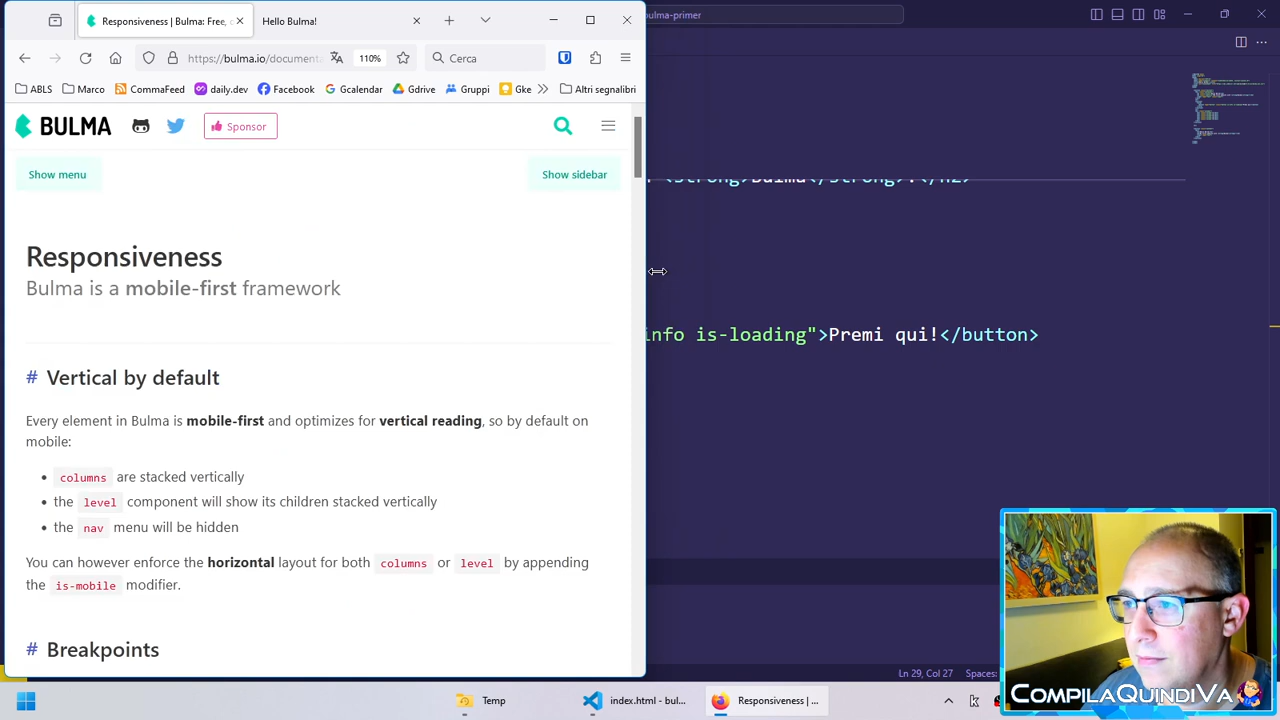 Responsiveness | Bulma: Free, o
Hello Bulma!
bulma-primer
https://bulma.io/documenta
110%
Cerca
ABLS
Marco
CommaFeed
daily.dev
Facebook
Gcalendar
Gdrive
Gruppi
Gke
Altri segnalibri
BULMA
Sponsor
Show menu
Show sidebar
<strong>Bulma</strong>!</h2>
Responsiveness
Bulma is a mobile-first framework
info is-loading">Premi qui!</button>
# Vertical by default
Every element in Bulma is mobile-first and optimizes for vertical reading, so by default on
mobile:
• columns are stacked vertically
• the level component will show its children stacked vertically
• the nav menu will be hidden
You can however enforce the horizontal layout for both columns or level by appending
the is-mobile modifier.
# Breakpoints
Ln 29, Col 27
Spaces:
Temp
index.html - bul...
Responsiveness | ...
COMPILAQUINDIVA